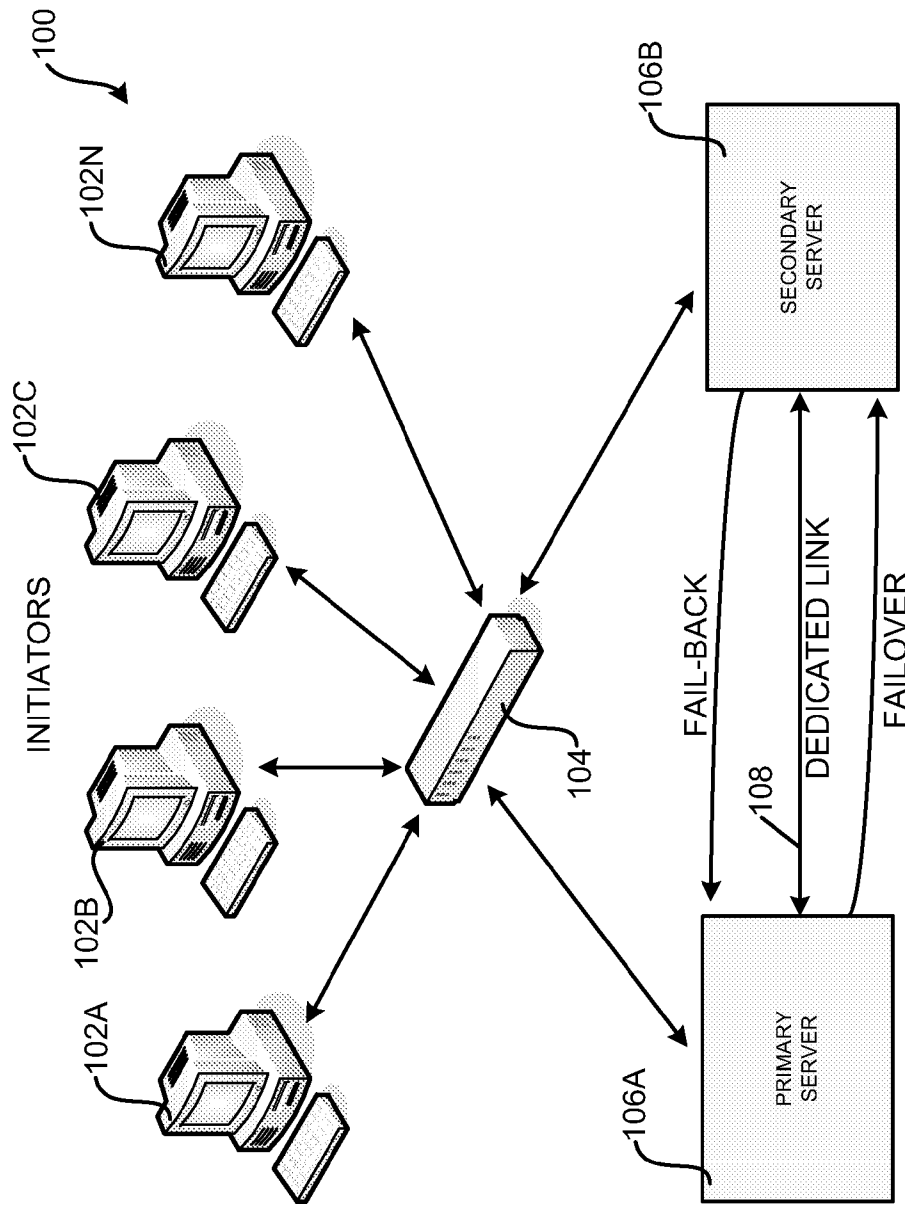 100
INITIATORS
102A
102B
102C
102N
104
106A
106B
PRIMARY
SERVER
SECONDARY
SERVER
FAIL-BACK
108
DEDICATED LINK
FAILOVER